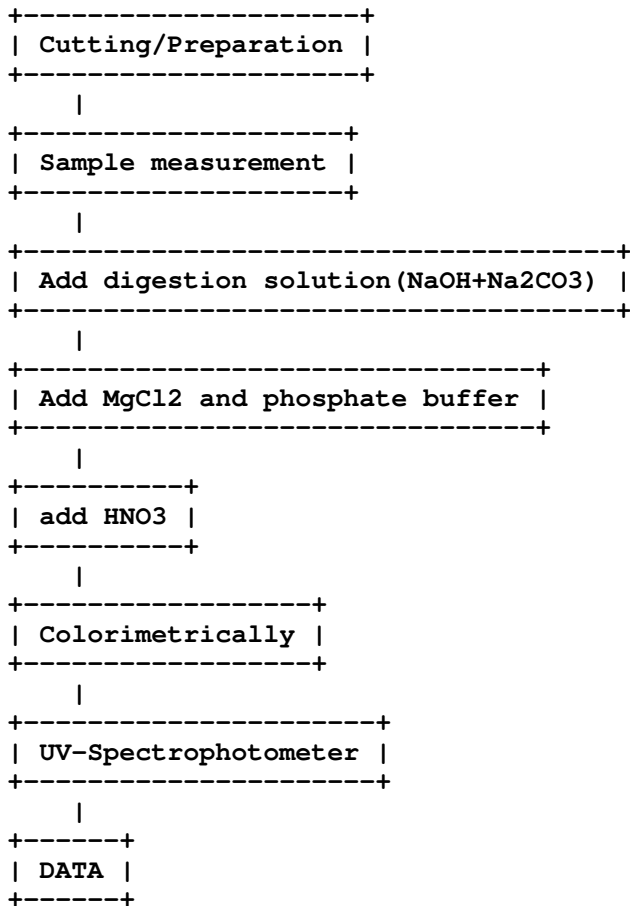 Cutting/Preparation
Sample measurement
Add digestion solution(NaOH+Na2CO3)
Add MgCl2 and phosphate buffer
add HNO3
Colorimetrically
UV-Spectrophotometer
DATA